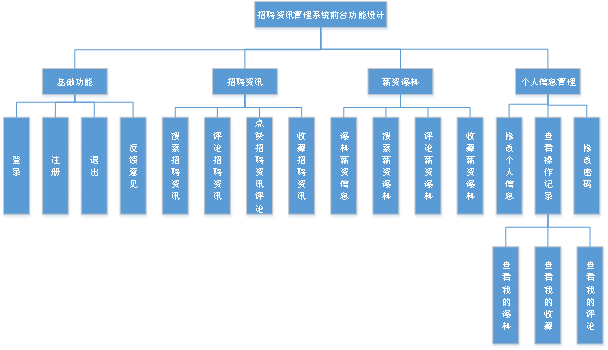 招聘资讯管理系统前台功能设计
基础功能
招聘资讯
薪资爆料
个人信息管理
登录
注册
退出
反馈意见
搜索招聘资讯
评论招聘资讯
点赞招聘资讯评论
收藏招聘资讯
爆料薪资信息
搜索薪资爆料
评论薪资爆料
收藏薪资爆料
修改个人信息
查看操作记录
修改密码
查看我的爆料
查看我的收藏
查看我的评论